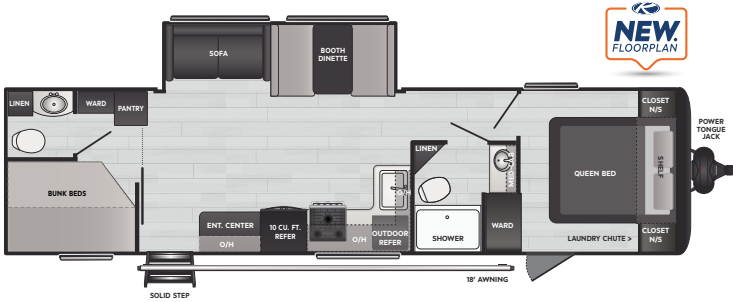 NEW.
FLOORPLAN
SOFA
BOOTH
DINETTE
LINEN
WARD
PANTRY
CLOSET
N/S
POWER
TONGUE
JACK
LINEN
SHELF
QUEEN BED
BUNK BEDS
O/H
ENT. CENTER
O/H
10 CU. FT.
REFER
O/H
OUTDOOR
REFER
SHOWER
WARD
LAUNDRY CHUTE >
CLOSET
N/S
18' AWNING
SOLID STEP